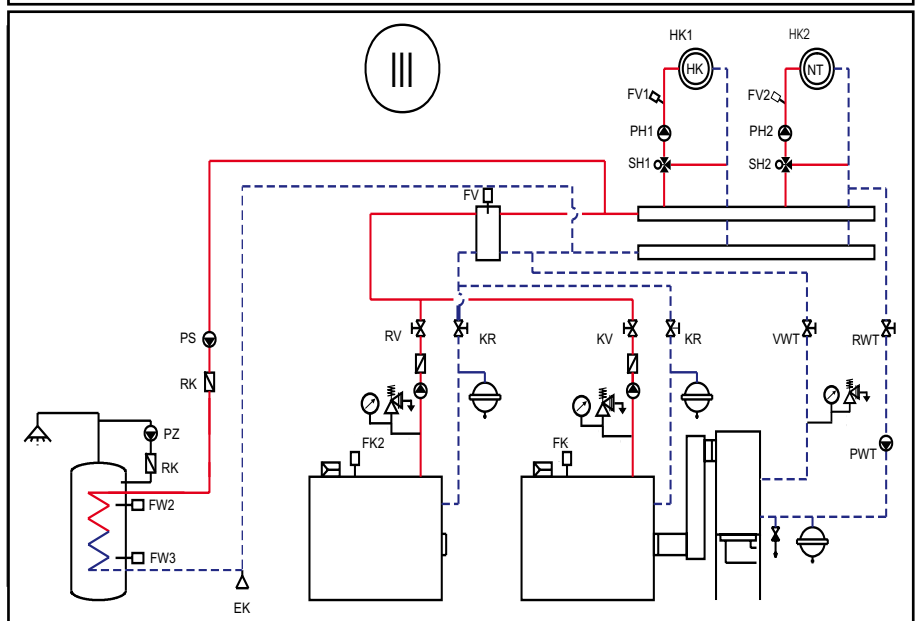 III
HK1
HK2
HK
NT
FV1
FV2
PH1
PH2
SH1
SH2
FV
PS
RV
KR
KV
KR
VWT
RWT
RK
PZ
FK2
FK
PWT
RK
FW2
FW3
EK